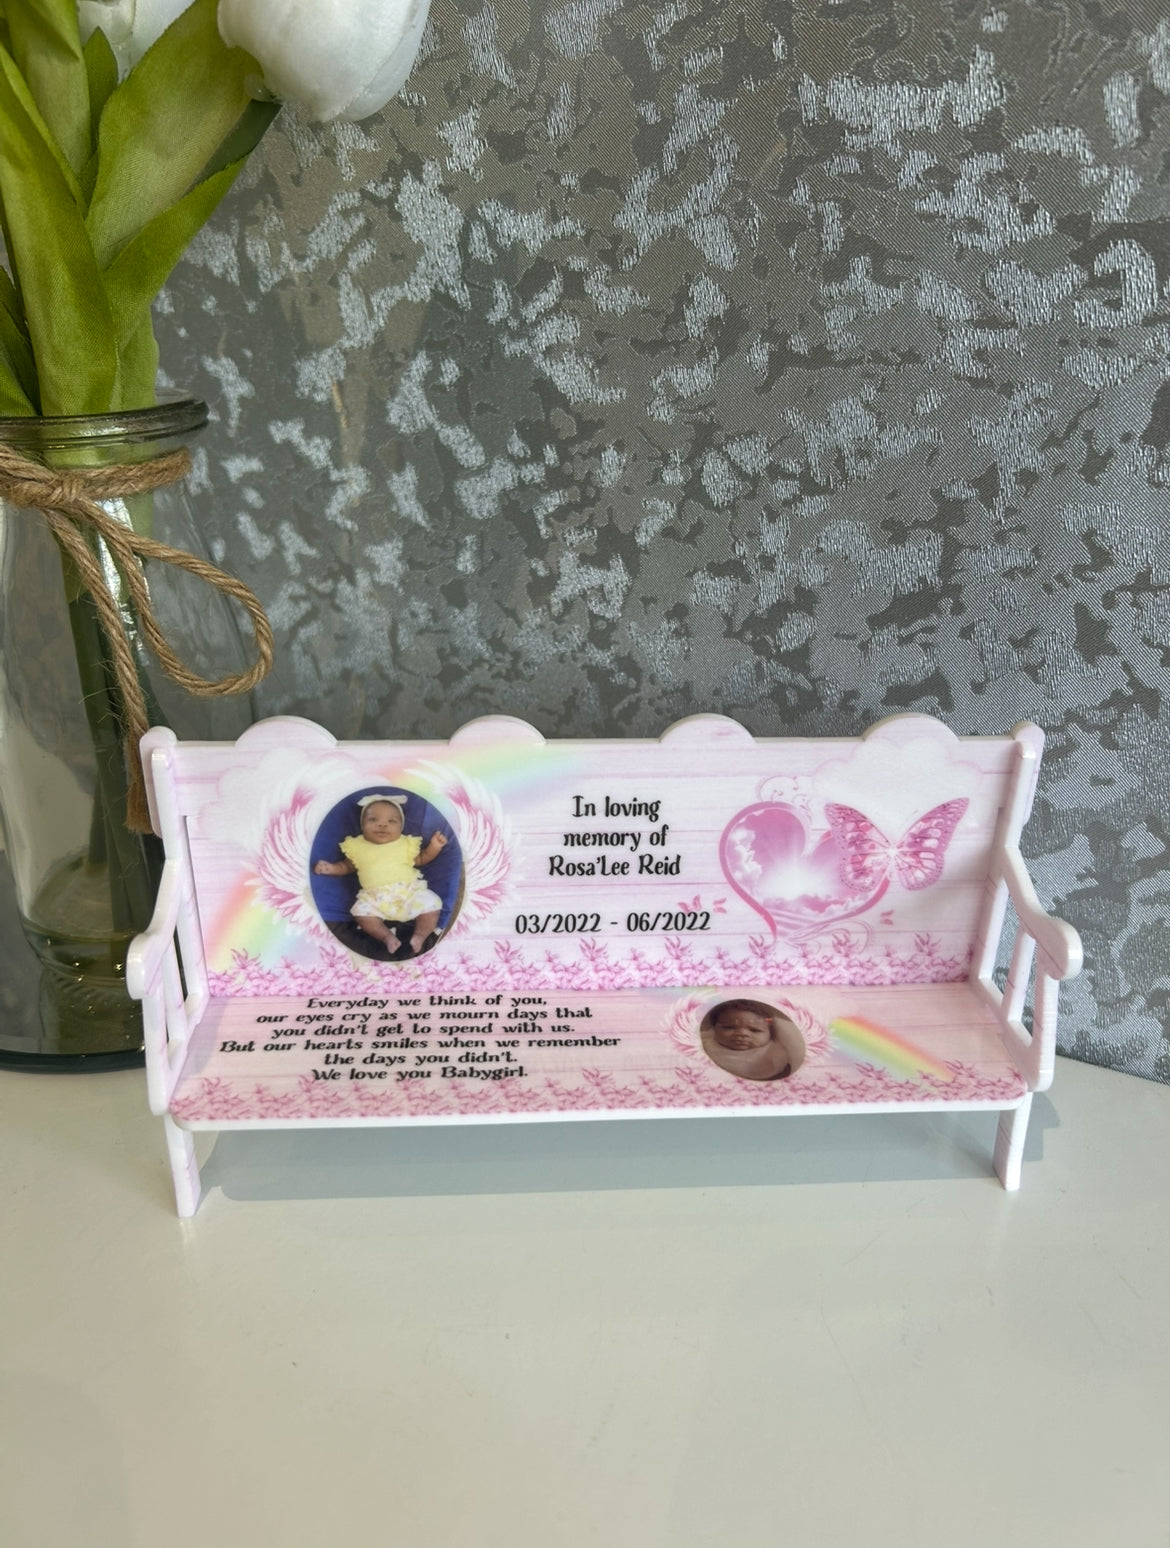 In loving
memory of
Rosa'Lee Reid
03/2022 - 06/2022
Everyday we think of you,
our eyes cry as we mourn days that
you didn't get to spend with us.
But our hearts smiles when we remember
the days you didn't.
We love you Babygirl.